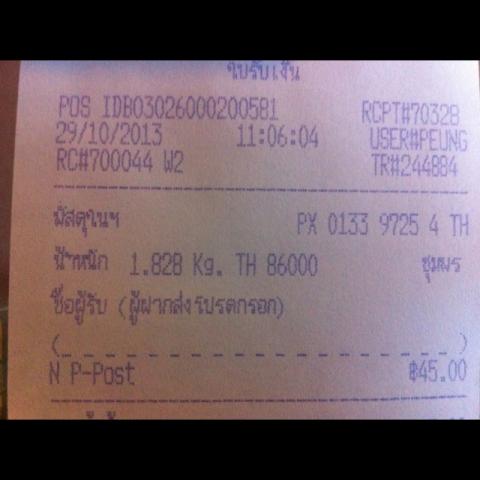 ใบรับเงิน
POS IDB03026000200581 RCPT#70328
29/10/2013 11:06:04 USER#PEUNG
RC#700044 W2 TR#244884
พัสดุในฯ PX 0133 9725 4 TH
น้ำหนัก 1.828 Kg. TH 86000 ชุมพร
ชื่อผู้รับ (ผู้ฝากส่งโปรดกรอก)
(_ _ _ _ _ _ _ _ _ _ _ _ _ _ _ _ _ _)
N P-Post ฿45.00